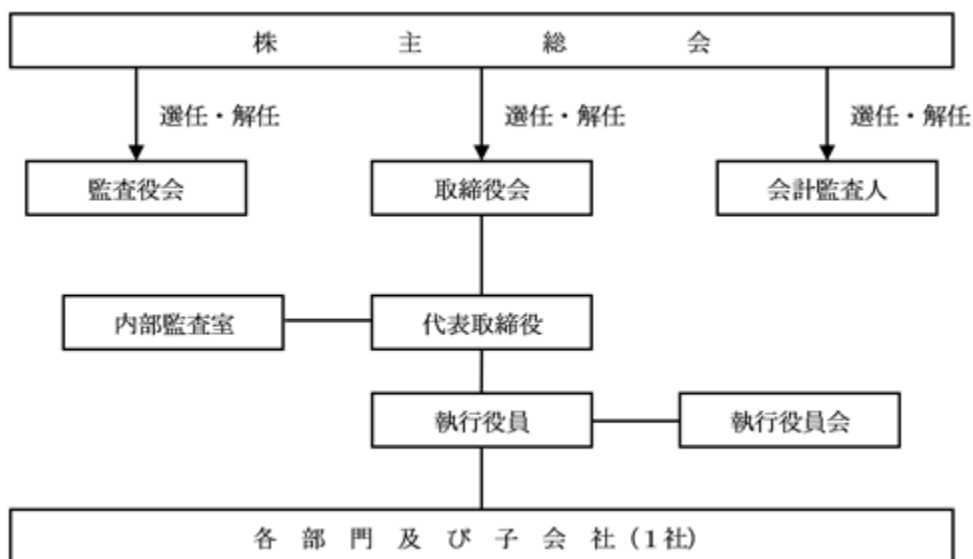 株主総会
選任・解任
選任・解任
選任・解任
監査役会
取締役会
会計監査人
内部監査室
代表取締役
執行役員
執行役員会
各部門及び子会社(1社)